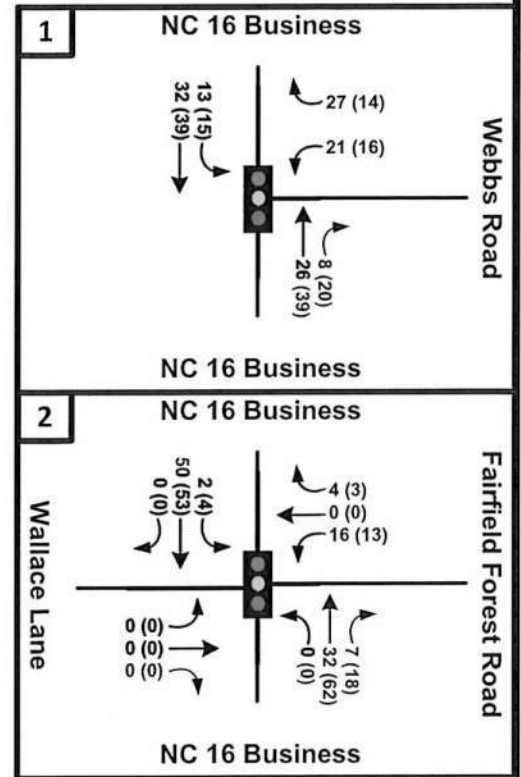 1
NC 16 Business
13 (15)
32 (39)
27 (14)
21 (16)
Webbs Road
8 (20)
26 (39)
NC 16 Business
2
NC 16 Business
2 (4)
50 (53)
0 (0)
4 (3)
0 (0)
16 (13)
Fairfield Forest Road
Wallace Lane
0 (0)
0 (0)
0 (0)
7 (18)
32 (62)
0 (0)
NC 16 Business